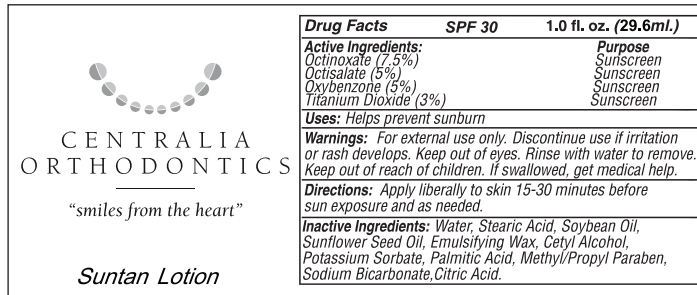 CENTRALIA
ORTHODONTICS
“smiles from the heart”
Suntan Lotion
Drug Facts SPF 30 1.0 fl. oz. (29.6ml.)
Active Ingredients: Purpose
Octinoxate (7.5%) Sunscreen
Octisalate (5%) Sunscreen
Oxybenzone (5%) Sunscreen
Titanium Dioxide (3%) Sunscreen
Uses: Helps prevent sunburn
Warnings: For external use only. Discontinue use if irritation
or rash develops. Keep out of eyes. Rinse with water to remove.
Keep out of reach of children. If swallowed, get medical help.
Directions: Apply liberally to skin 15-30 minutes before
sun exposure and as needed.
Inactive Ingredients: Water, Stearic Acid, Soybean Oil,
Sunflower Seed Oil, Emulsifying Wax, Cetyl Alcohol,
Potassium Sorbate, Palmitic Acid, Methyl/Propyl Paraben,
Sodium Bicarbonate,Citric Acid.